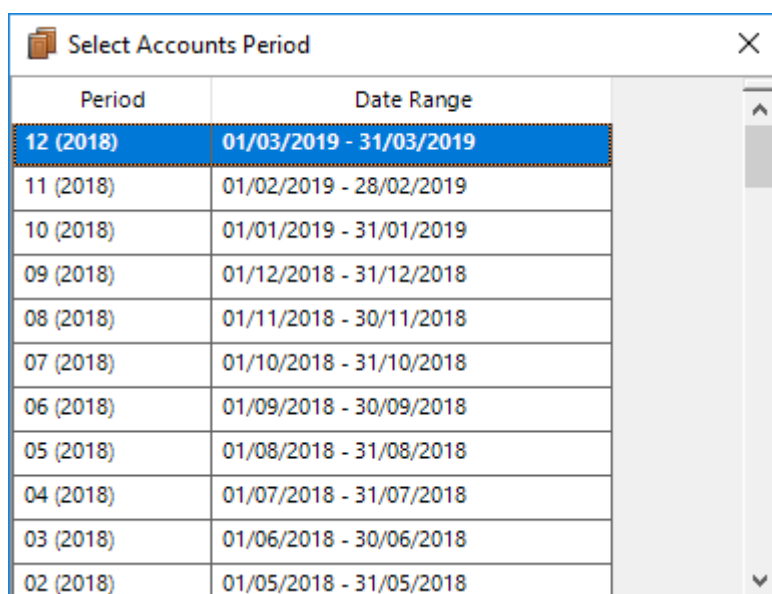 Select Accounts Period
Period Date Range
12 (2018) 01/03/2019 - 31/03/2019
11 (2018) 01/02/2019 - 28/02/2019
10 (2018) 01/01/2019 - 31/01/2019
09 (2018) 01/12/2018 - 31/12/2018
08 (2018) 01/11/2018 - 30/11/2018
07 (2018) 01/10/2018 - 31/10/2018
06 (2018) 01/09/2018 - 30/09/2018
05 (2018) 01/08/2018 - 31/08/2018
04 (2018) 01/07/2018 - 31/07/2018
03 (2018) 01/06/2018 - 30/06/2018
02 (2018) 01/05/2018 - 31/05/2018